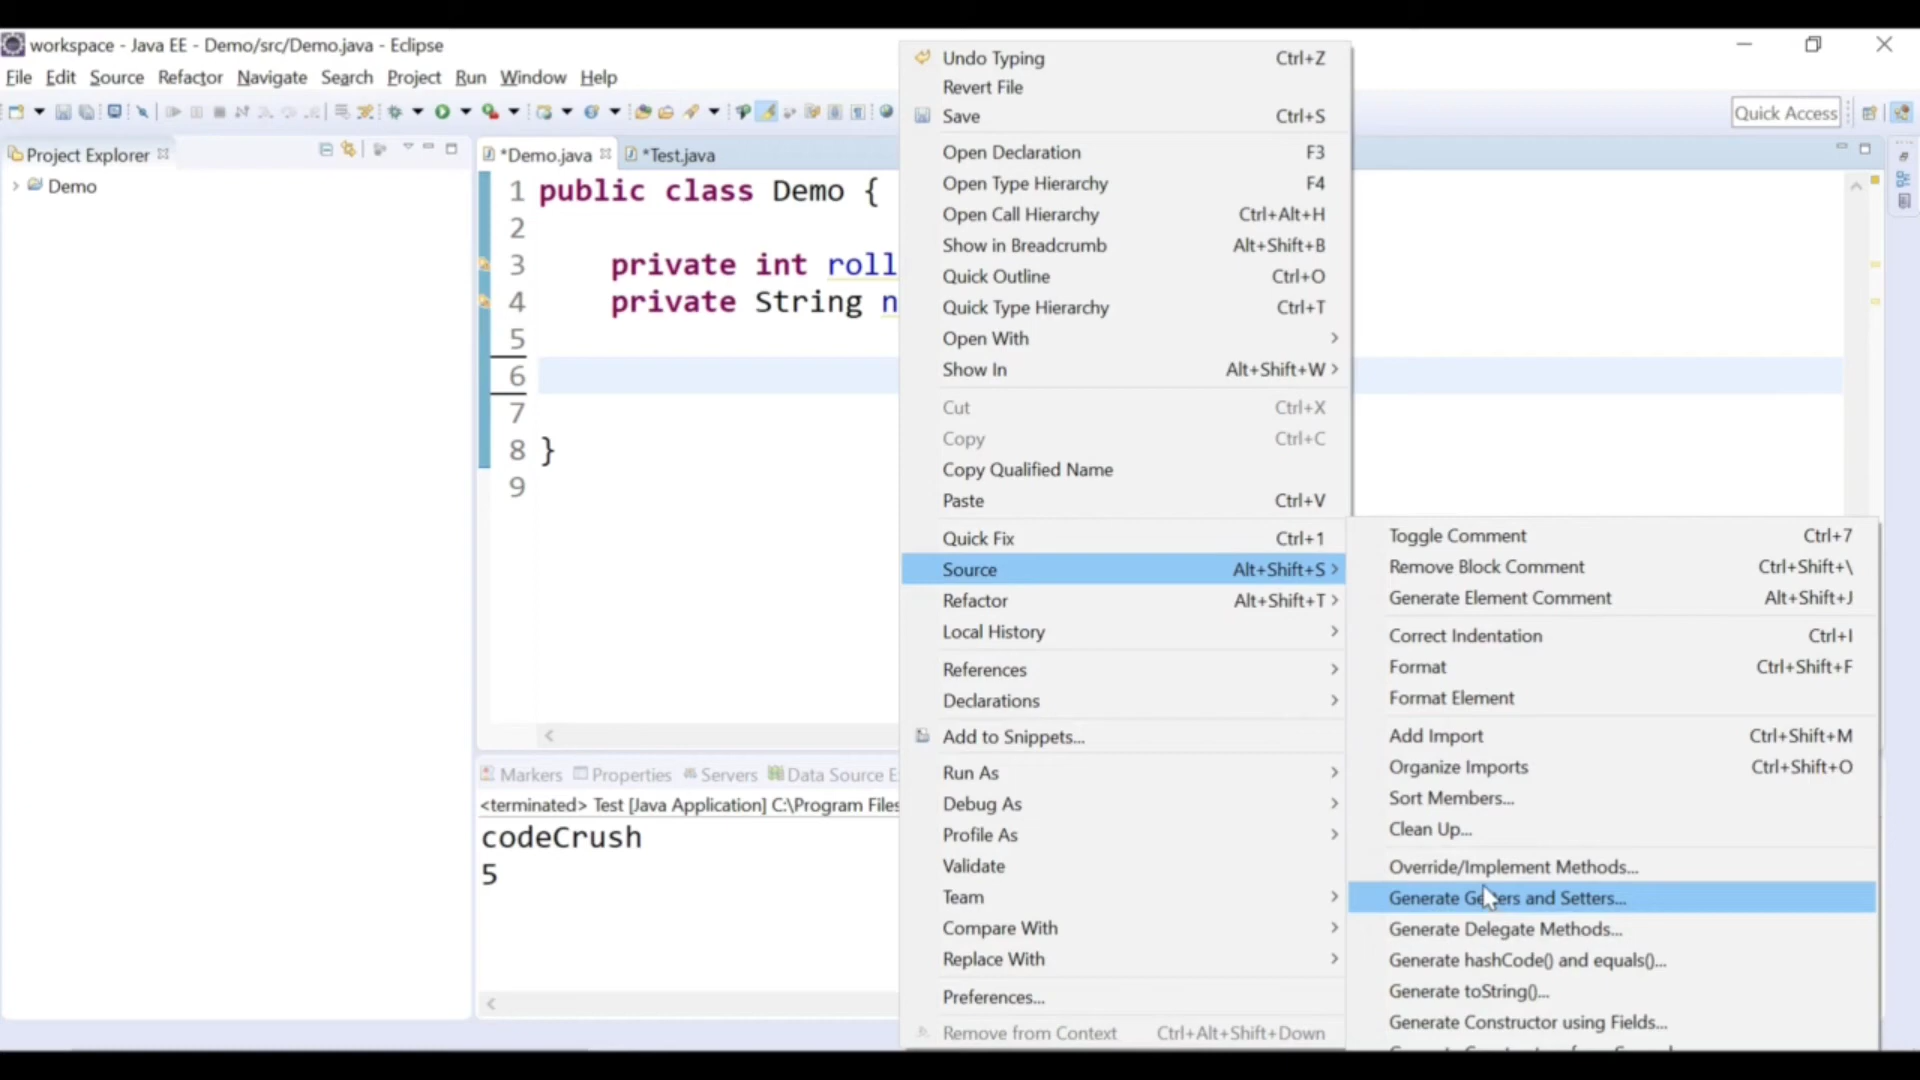 workspace - Java EE - Demo/src/Demo.java - Eclipse
File Edit Source Refactor Navigate Search Project Run Window Help
Quick Access
Project Explorer
Demo
*Demo.java *Test.java
1 public class Demo {
2
3 private int roll
4 private String n
5
6
7
8 }
9
Markers Properties Servers Data Source E
<terminated> Test [Java Application] C:\Program Files
codeCrush
5
Undo Typing Ctrl+Z
Revert File
Save Ctrl+S
Open Declaration F3
Open Type Hierarchy F4
Open Call Hierarchy Ctrl+Alt+H
Show in Breadcrumb Alt+Shift+B
Quick Outline Ctrl+O
Quick Type Hierarchy Ctrl+T
Open With
Show In Alt+Shift+W
Cut Ctrl+X
Copy Ctrl+C
Copy Qualified Name
Paste Ctrl+V
Quick Fix Ctrl+1
Source Alt+Shift+S
Refactor Alt+Shift+T
Local History
References
Declarations
Add to Snippets...
Run As
Debug As
Profile As
Validate
Team
Compare With
Replace With
Preferences...
Remove from Context Ctrl+Alt+Shift+Down
Toggle Comment Ctrl+7
Remove Block Comment Ctrl+Shift+\
Generate Element Comment Alt+Shift+J
Correct Indentation Ctrl+I
Format Ctrl+Shift+F
Format Element
Add Import Ctrl+Shift+M
Organize Imports Ctrl+Shift+O
Sort Members...
Clean Up...
Override/Implement Methods...
Generate Getters and Setters...
Generate Delegate Methods...
Generate hashCode() and equals()...
Generate toString()...
Generate Constructor using Fields...